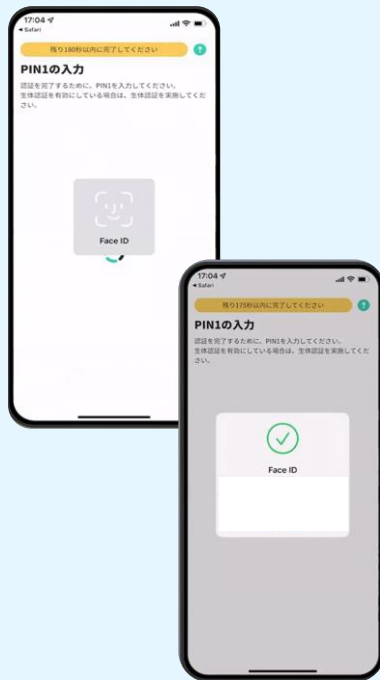 17:04
◀ Safari
残り180秒以内に完了してください
?
PIN1の入力
認証を完了するために、PIN1を入力してください。
生体認証を有効にしている場合は、生体認証を実施してくだ
さい。
Face ID
17:04
◀ Safari
残り175秒以内に完了してください
?
PIN1の入力
認証を完了するために、PIN1を入力してください。
生体認証を有効にしている場合は、生体認証を実施してくだ
さい。
Face ID